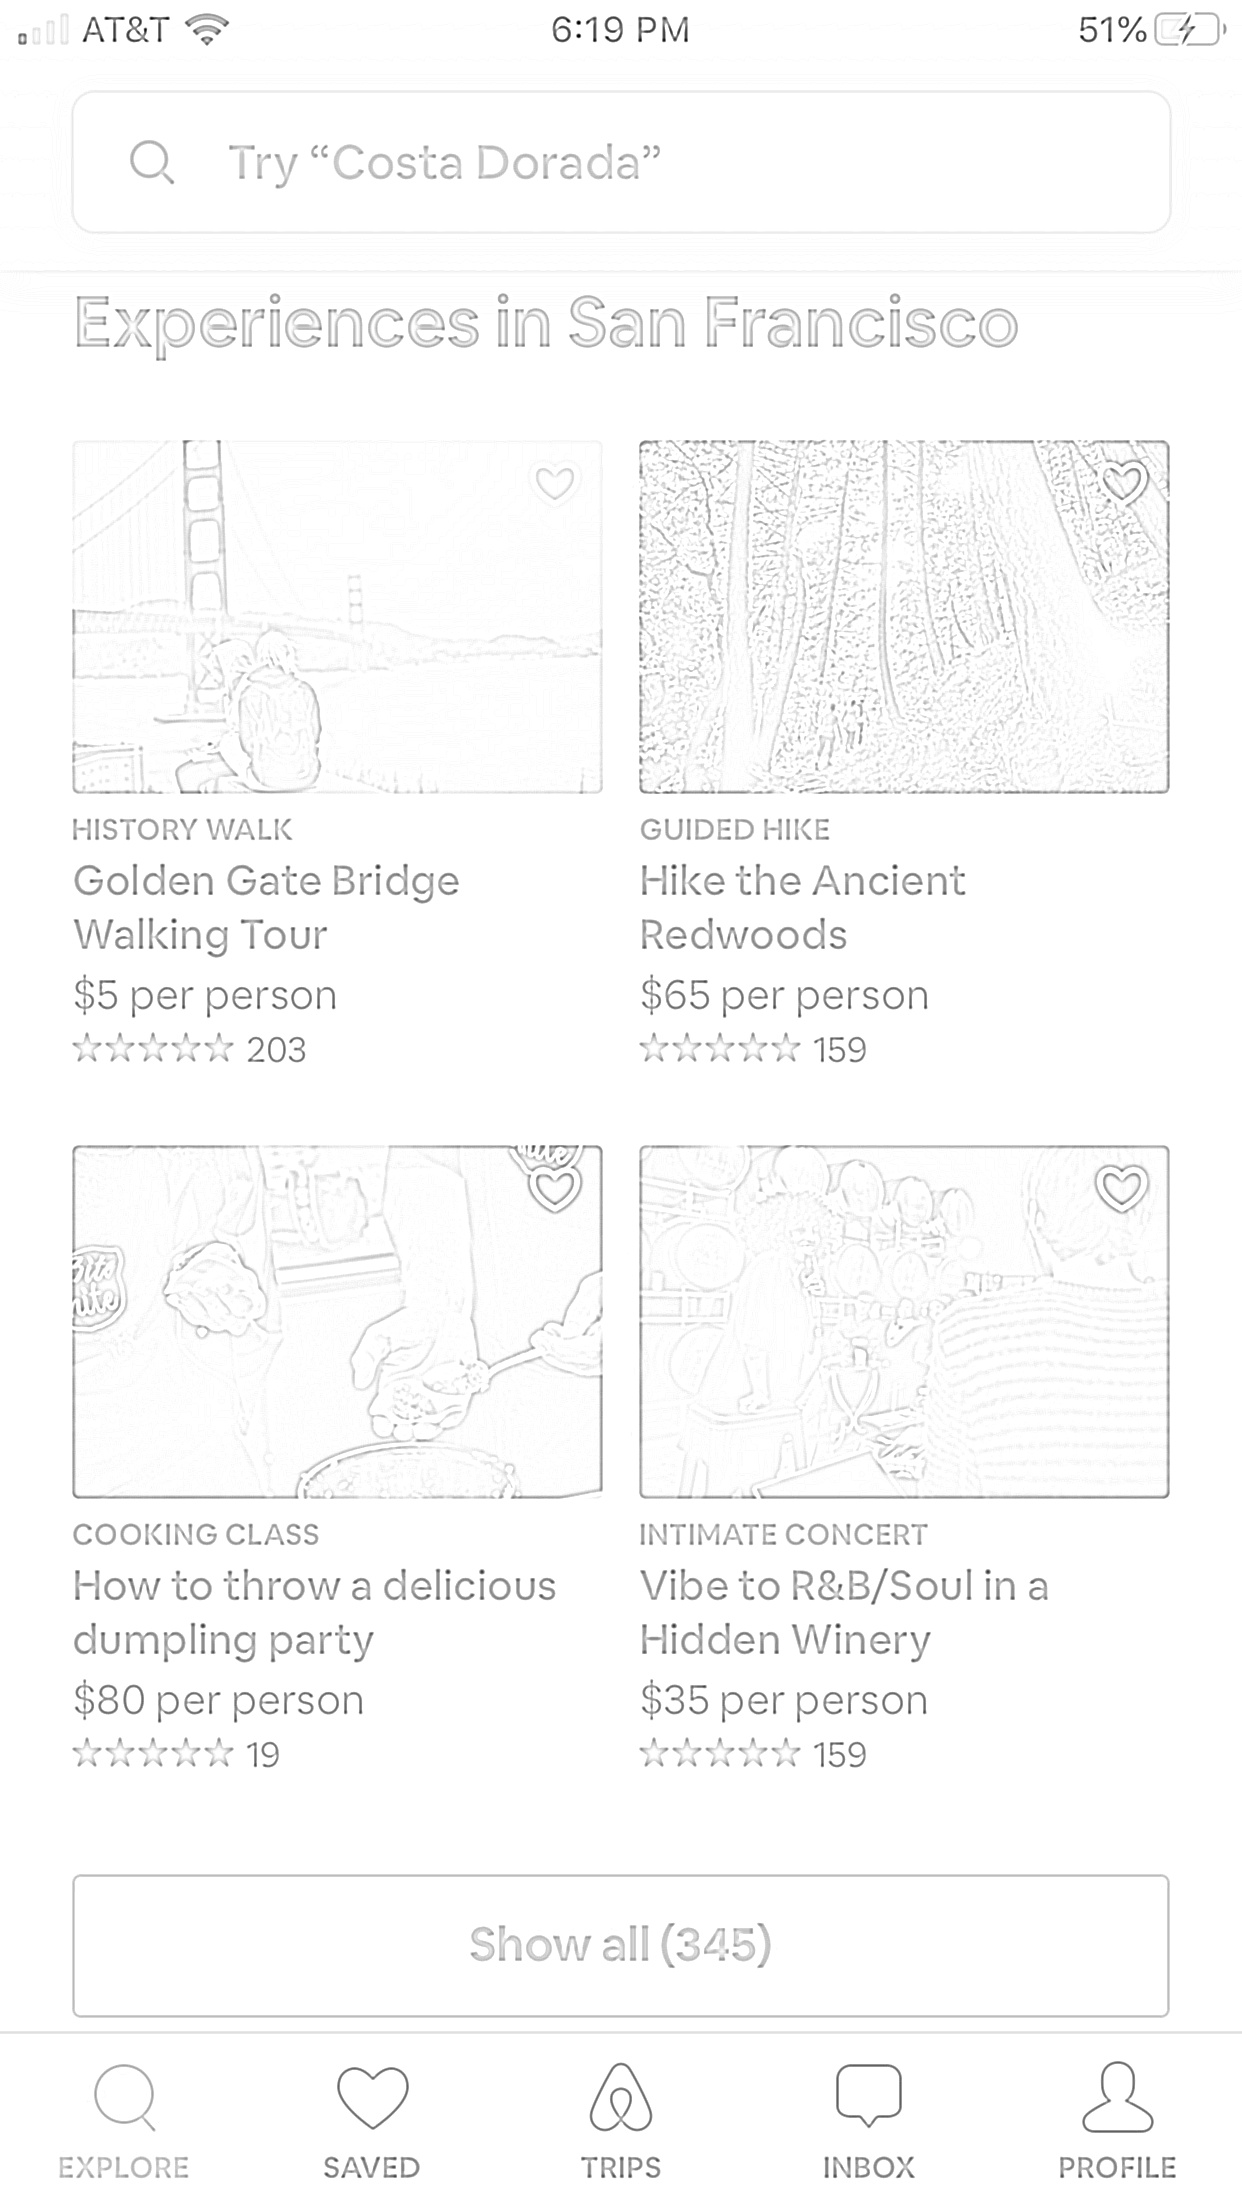 AT&T 6:19 PM 51%
Try “Costa Dorada”
Experiences in San Francisco
HISTORY WALK
Golden Gate Bridge
Walking Tour
$5 per person
203
GUIDED HIKE
Hike the Ancient
Redwoods
$65 per person
159
COOKING CLASS
How to throw a delicious
dumpling party
$80 per person
19
INTIMATE CONCERT
Vibe to R&B/Soul in a
Hidden Winery
$35 per person
159
Show all (345)
EXPLORE SAVED TRIPS INBOX PROFILE